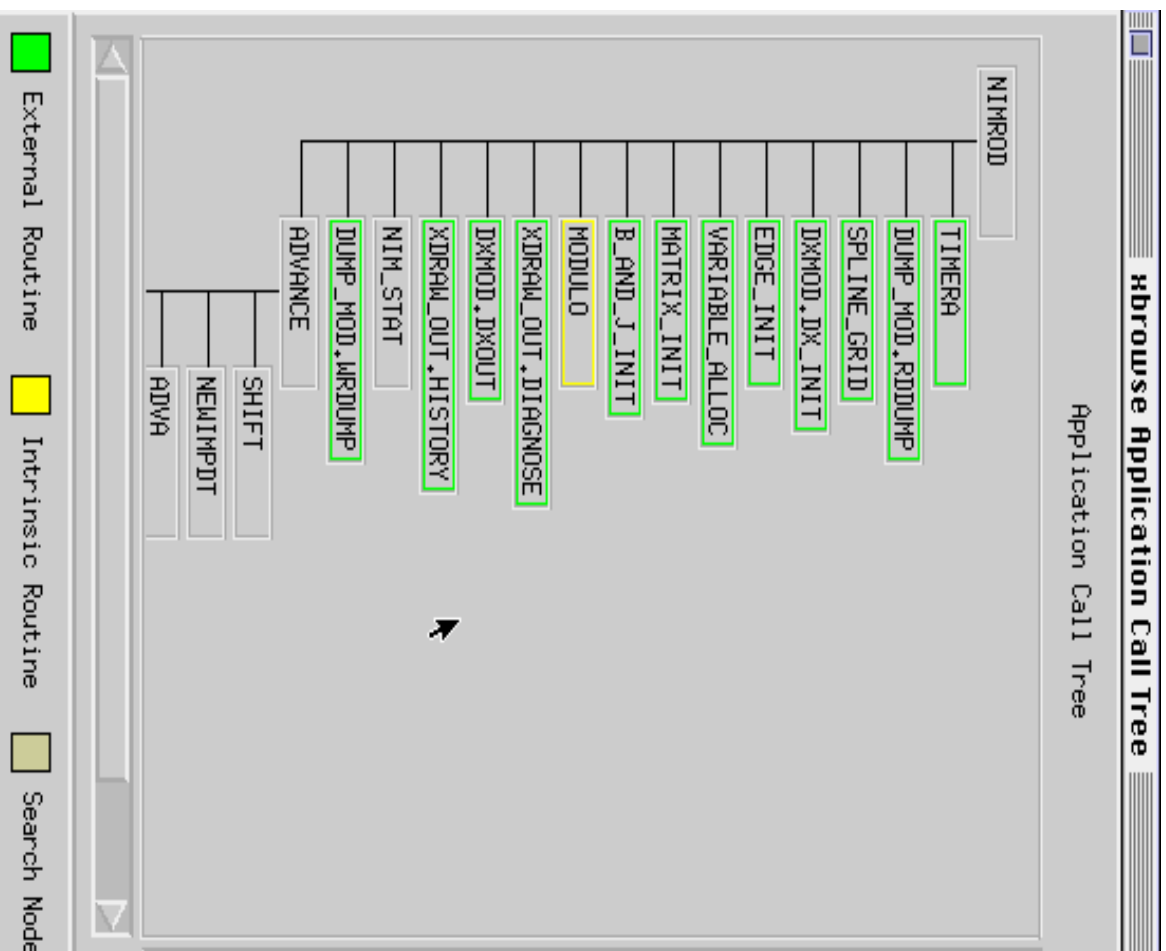 xbrowse Application Call Tree
Application Call Tree
NIMROD
TIMERA
DUMP_MOD.RDDUMP
SPLINE_GRID
DXMOD.DX_INIT
EDGE_INIT
VARIABLE_ALLOC
MATRIX_INIT
B_AND_J_INIT
MODULO
XDRAW_OUT.DIAGNOSE
DXMOD.DXOUT
XDRAW_OUT.HISTORY
NIM_STAT
DUMP_MOD.WRDUMP
ADVANCE
SHIFT
NEWIMPDT
ADVA
External Routine Intrinsic Routine Search Node